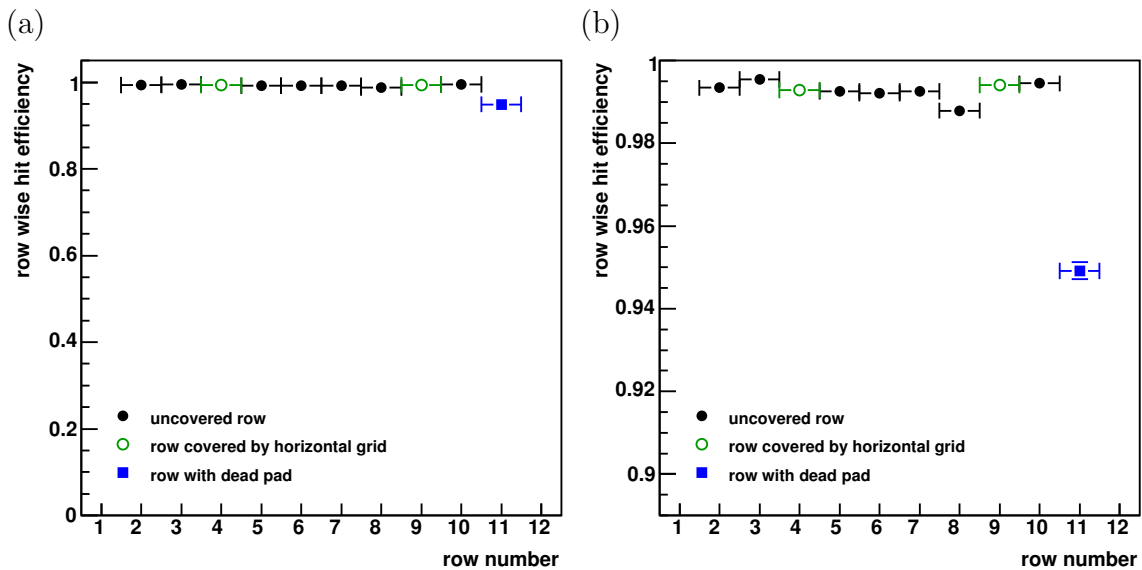 (a)
row wise hit efficiency
1
0.8
0.6
0.4
0.2
0
uncovered row
row covered by horizontal grid
row with dead pad
1 2 3 4 5 6 7 8 9 10 11 12
row number
(b)
row wise hit efficiency
1
0.98
0.96
0.94
0.92
0.9
uncovered row
row covered by horizontal grid
row with dead pad
1 2 3 4 5 6 7 8 9 10 11 12
row number